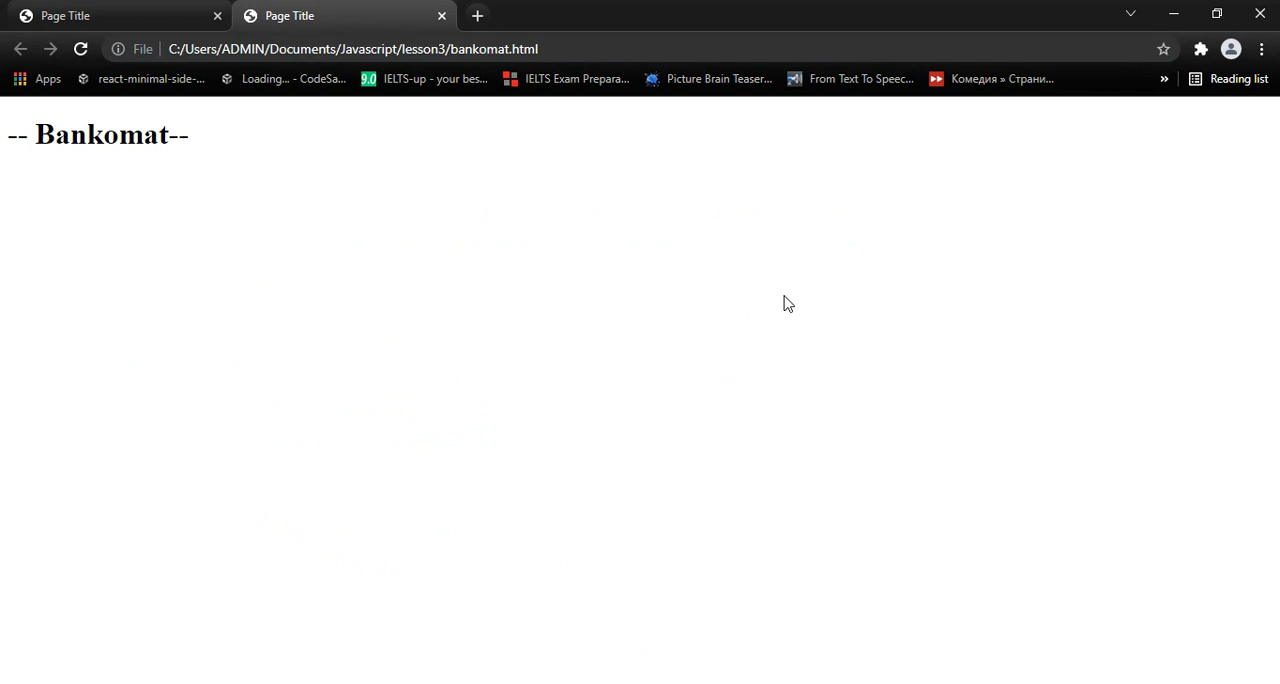 Page Title
Page Title
File
C:/Users/ADMIN/Documents/Javascript/lesson3/bankomat.html
Apps
react-minimal-side-...
Loading... - CodeSa...
9.0
IELTS-up - your bes...
IELTS Exam Prepara...
Picture Brain Teaser...
From Text To Speec...
Комедия » Страни...
»
Reading list
-- Bankomat--